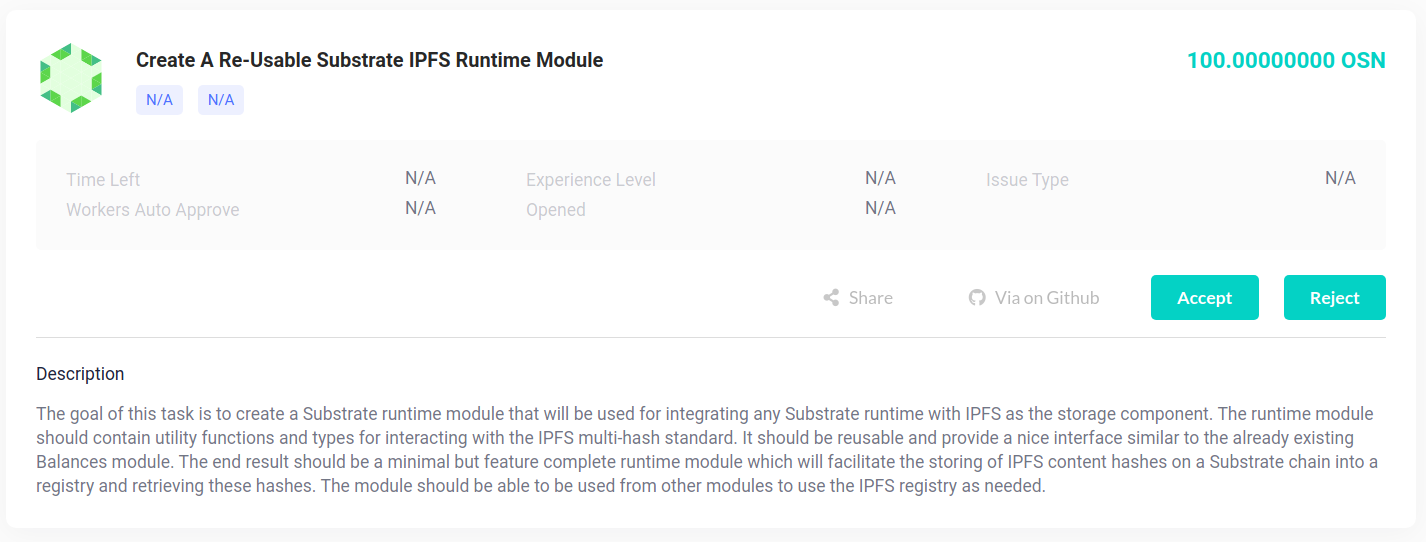 Create A Re-Usable Substrate IPFS Runtime Module
100.00000000 OSN
N/A N/A
Time Left N/A Experience Level N/A Issue Type N/A
Workers Auto Approve N/A Opened N/A
Share Via on Github Accept Reject
Description
The goal of this task is to create a Substrate runtime module that will be used for integrating any Substrate runtime with IPFS as the storage component. The runtime module
should contain utility functions and types for interacting with the IPFS multi-hash standard. It should be reusable and provide a nice interface similar to the already existing
Balances module. The end result should be a minimal but feature complete runtime module which will facilitate the storing of IPFS content hashes on a Substrate chain into a
registry and retrieving these hashes. The module should be able to be used from other modules to use the IPFS registry as needed.